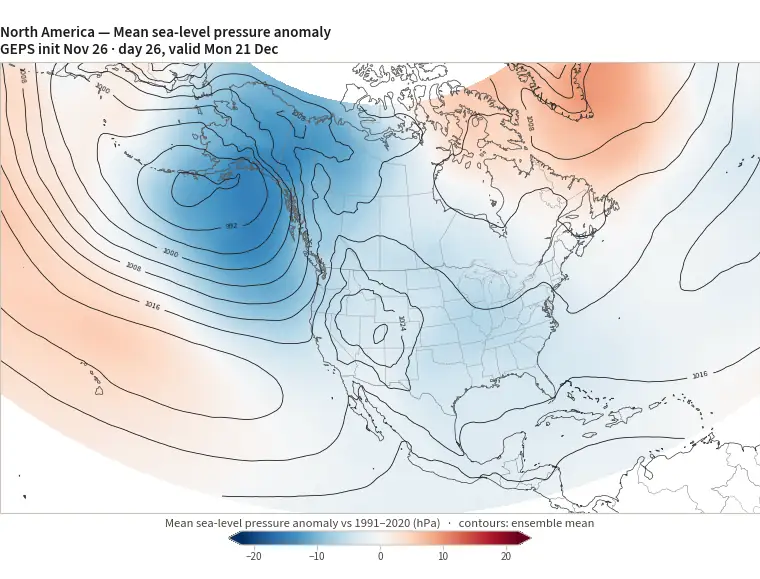 North America — Mean sea-level pressure anomaly
GEPS init Nov 26 · day 26, valid Mon 21 Dec
1008
1000
1008
1008
992
1000
1008
1016
1024
1016
Mean sea-level pressure anomaly vs 1991–2020 (hPa) · contours: ensemble mean
−20 −10 0 10 20